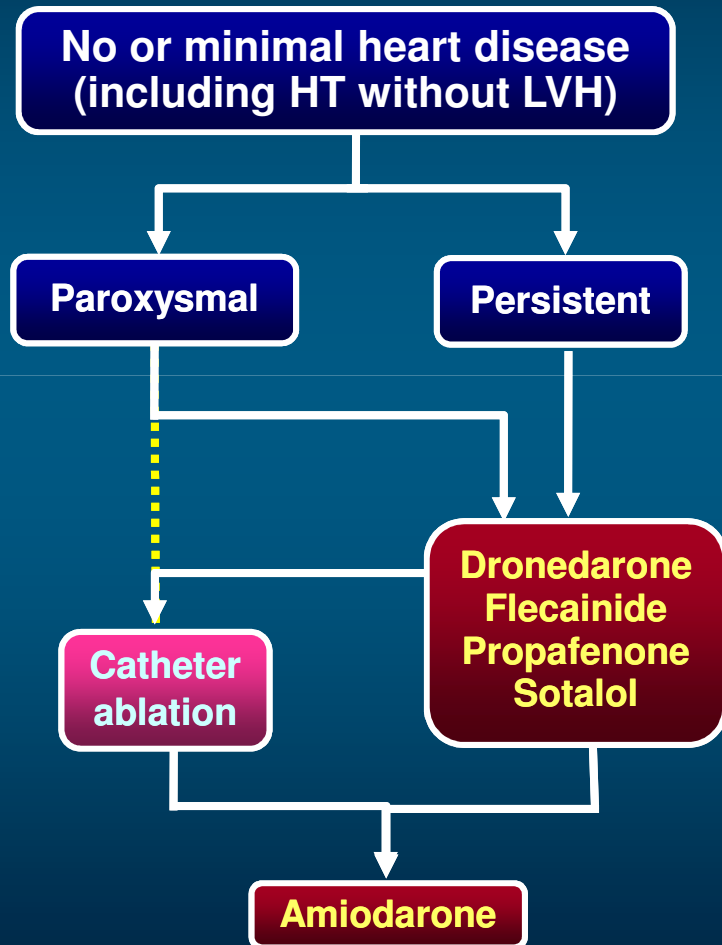 No or minimal heart disease
(including HT without LVH)
Paroxysmal
Persistent
Dronedarone
Flecainide
Propafenone
Sotalol
Catheter
ablation
Amiodarone